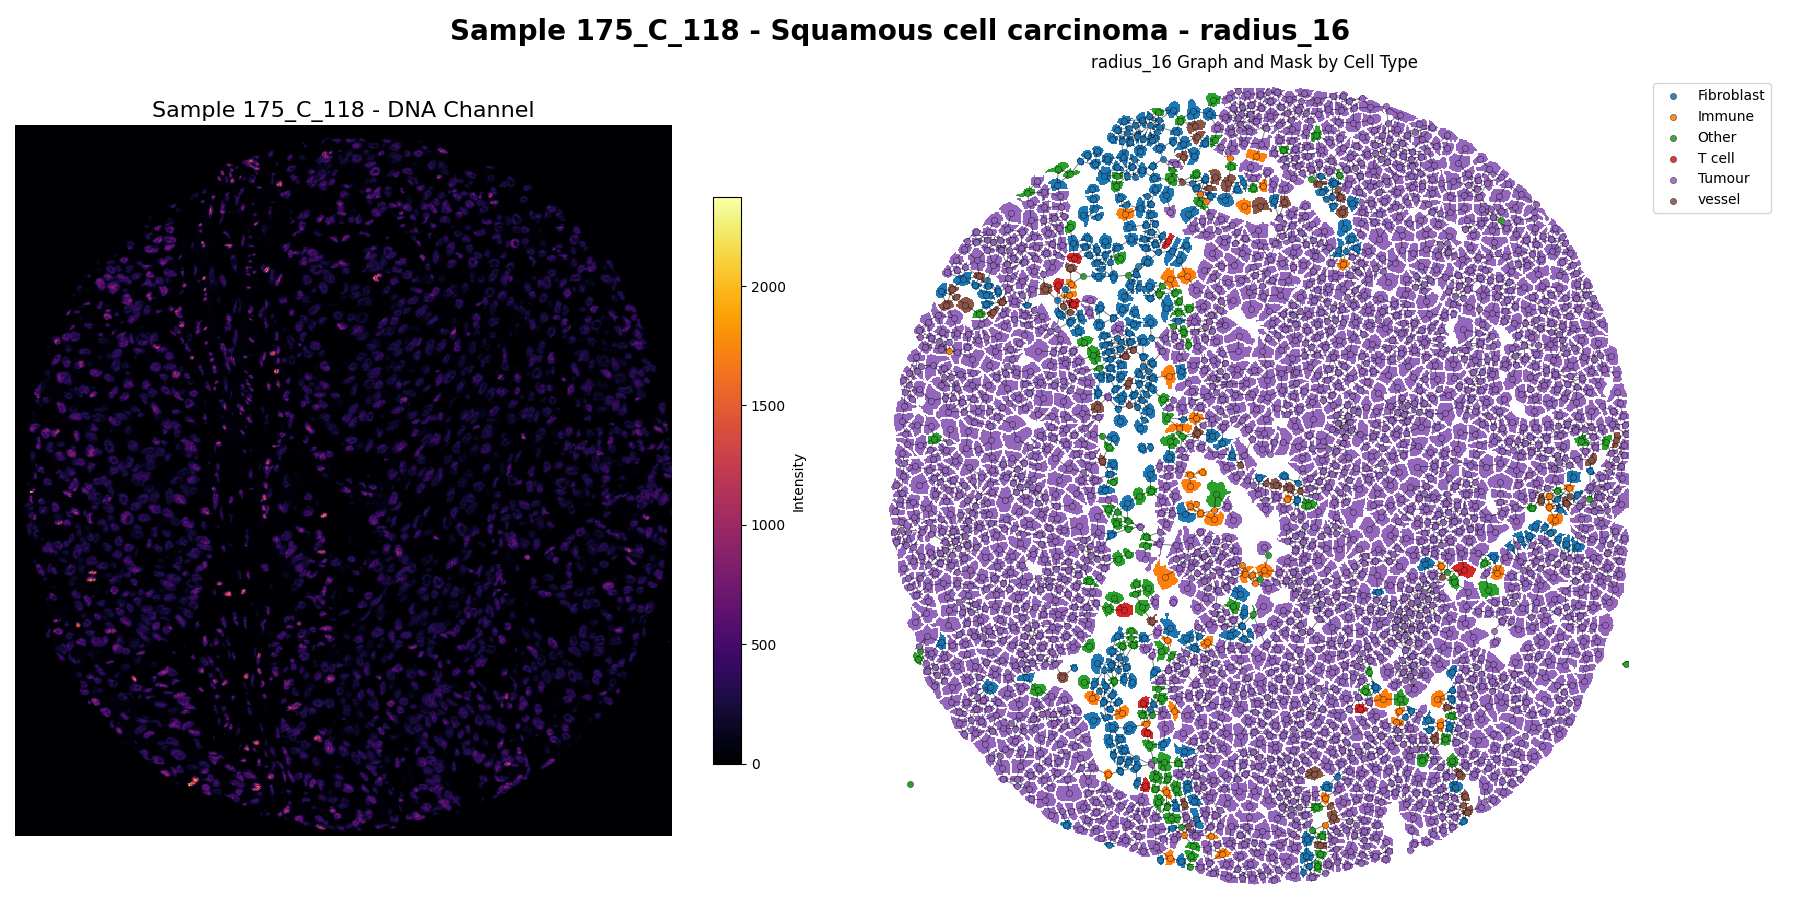 Sample 175_C_118 - Squamous cell carcinoma - radius_16
radius_16 Graph and Mask by Cell Type
Sample 175_C_118 - DNA Channel
Fibroblast
Immune
Other
T cell
Tumour
vessel
2000
1500
1000
500
0
Intensity